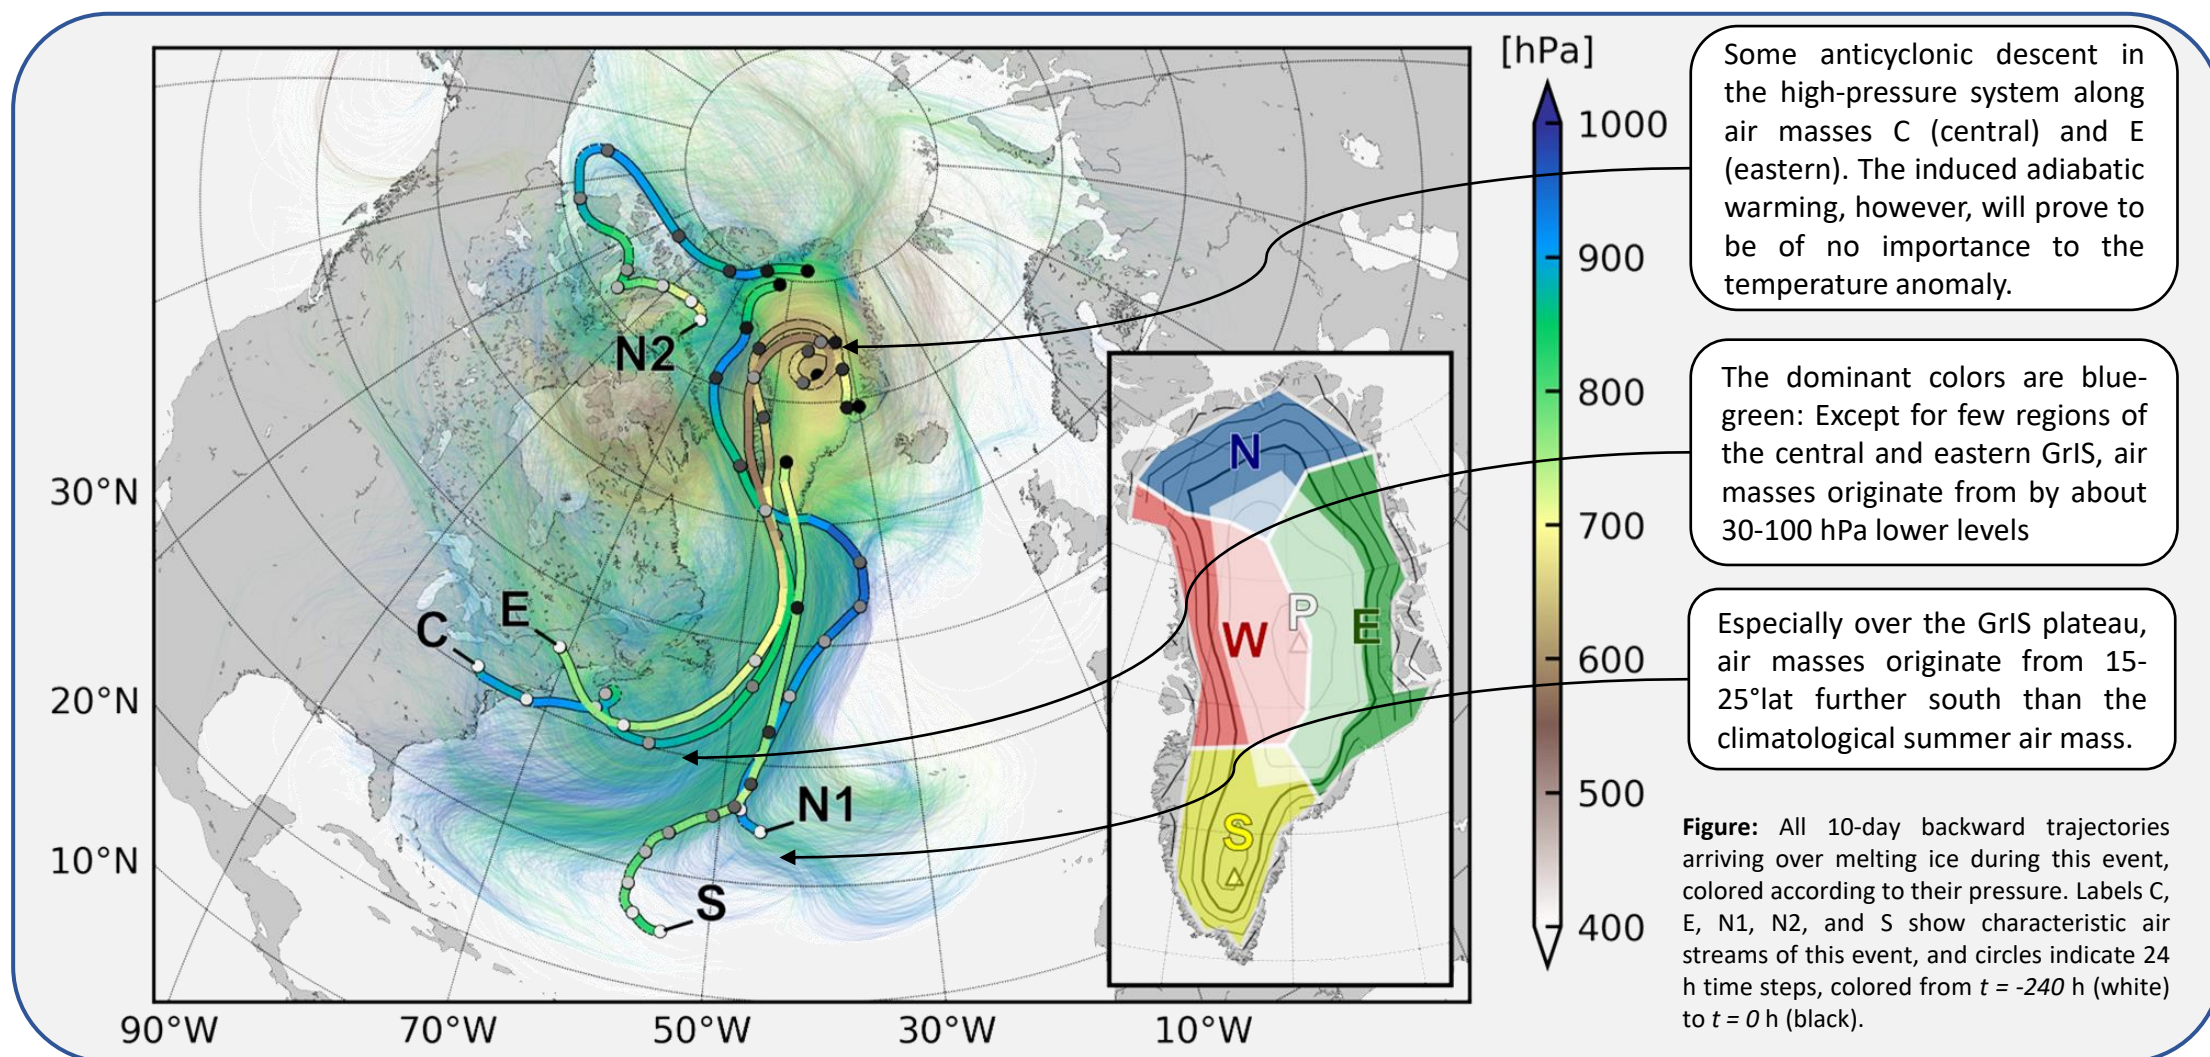 [hPa]
1000
900
800
700
600
500
400
30°N
20°N
10°N
90°W
70°W
50°W
30°W
10°W
N2
C
E
N1
S
N
W
P
E
S
Some anticyclonic descent in
the high-pressure system along
air masses C (central) and E
(eastern). The induced adiabatic
warming, however, will prove to
be of no importance to the
temperature anomaly.
The dominant colors are blue-
green: Except for few regions of
the central and eastern GrIS, air
masses originate from by about
30-100 hPa lower levels
Especially over the GrIS plateau,
air masses originate from 15-
25°lat further south than the
climatological summer air mass.
Figure: All 10-day backward trajectories
arriving over melting ice during this event,
colored according to their pressure. Labels C,
E, N1, N2, and S show characteristic air
streams of this event, and circles indicate 24
h time steps, colored from t = -240 h (white)
to t = 0 h (black).